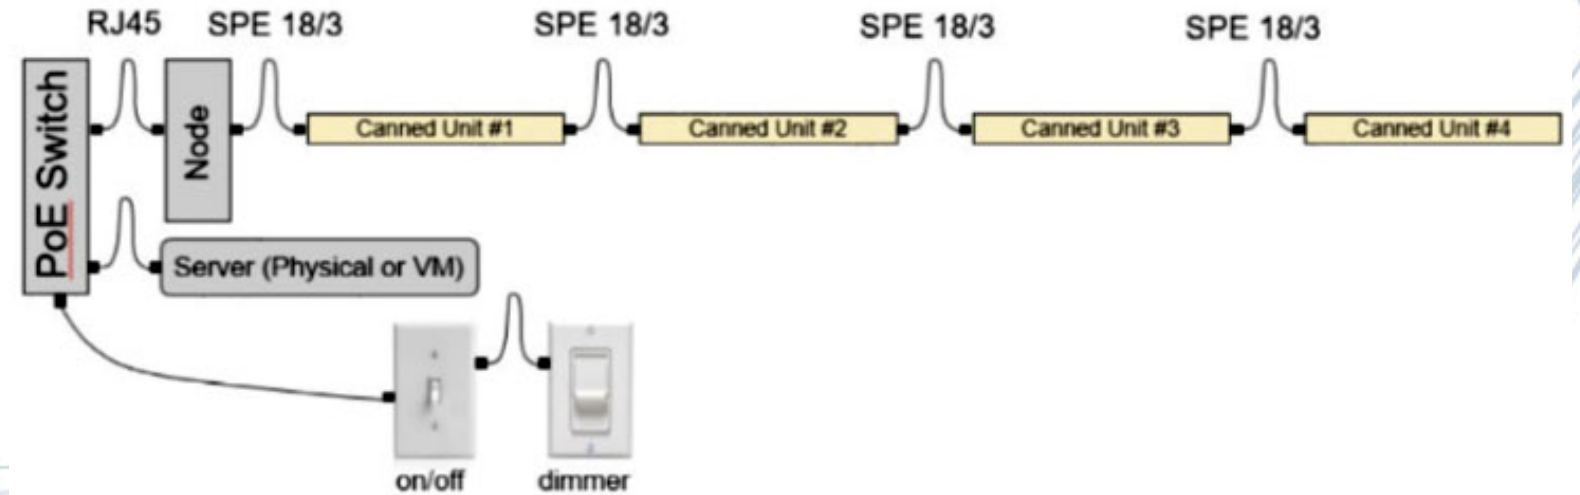 RJ45
SPE 18/3
SPE 18/3
SPE 18/3
SPE 18/3
PoE Switch
Node
Canned Unit #1
Canned Unit #2
Canned Unit #3
Canned Unit #4
Server (Physical or VM)
on/off
dimmer